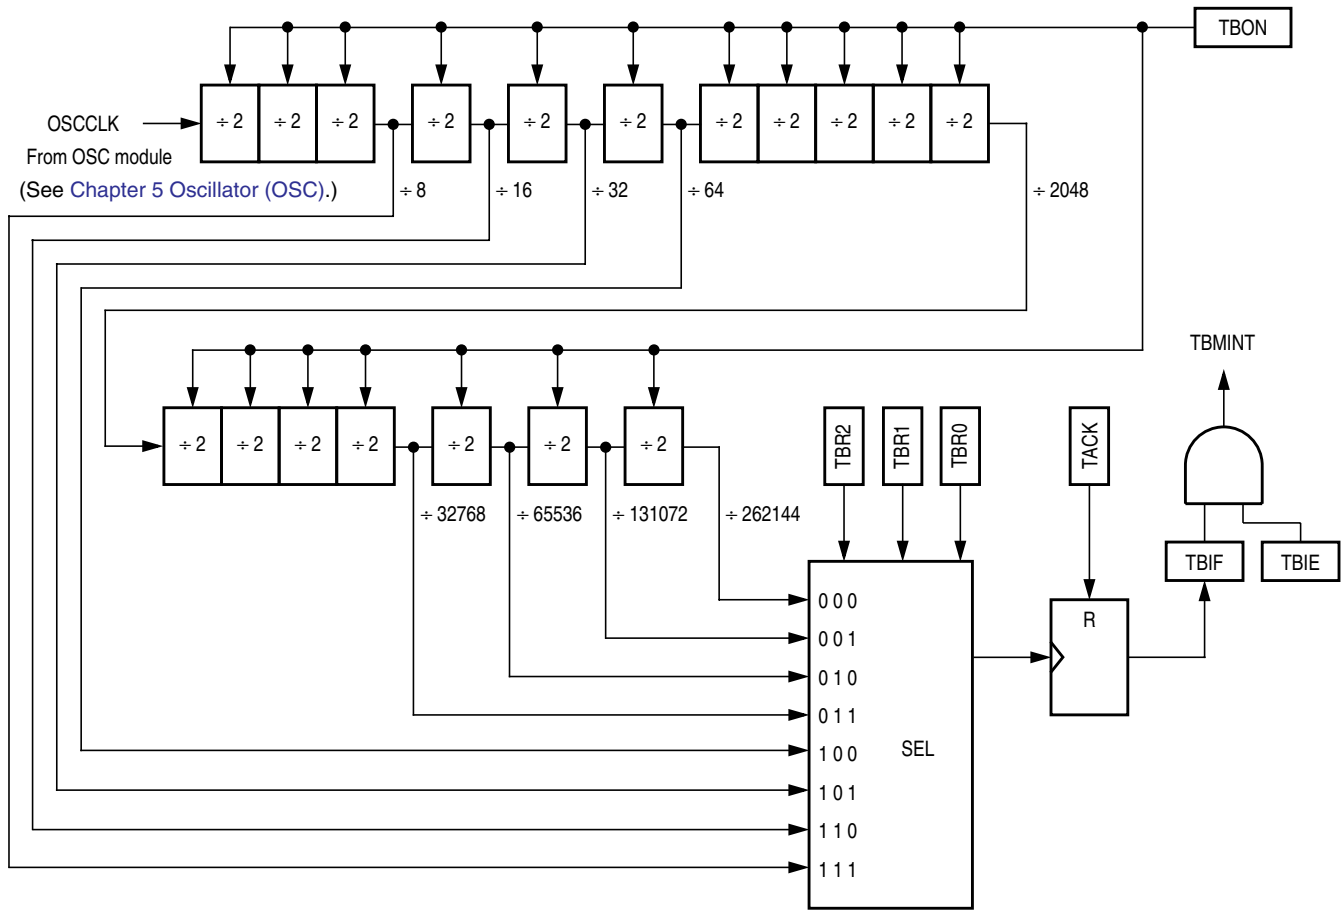 TBON
÷ 2 ÷ 2 ÷ 2 ÷ 2 ÷ 2 ÷ 2 ÷ 2 ÷ 2 ÷ 2 ÷ 2 ÷ 2
OSCCLK
From OSC module
(See Chapter 5 Oscillator (OSC).)
÷ 8 ÷ 16 ÷ 32 ÷ 64 ÷ 2048
TBMINT
÷ 2 ÷ 2 ÷ 2 ÷ 2 ÷ 2 ÷ 2 ÷ 2
TBR2 TBR1 TBR0 TACK
÷ 32768 ÷ 65536 ÷ 131072 ÷ 262144
TBIF TBIE
0 0 0
R
0 0 1
0 1 0
0 1 1
SEL
1 0 0
1 0 1
1 1 0
1 1 1